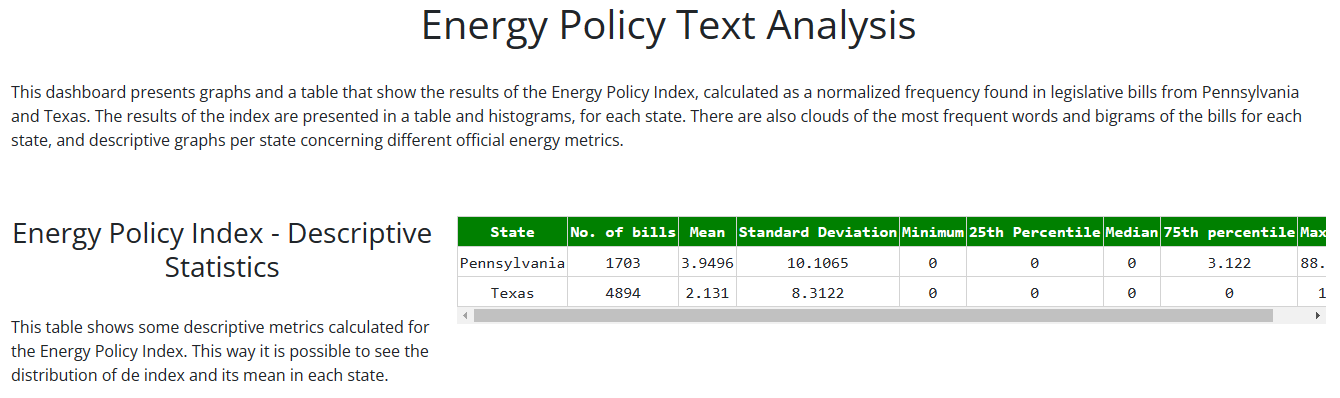 Energy Policy Text Analysis
This dashboard presents graphs and a table that show the results of the Energy Policy Index, calculated as a normalized frequency found in legislative bills from Pennsylvania
and Texas. The results of the index are presented in a table and histograms, for each state. There are also clouds of the most frequent words and bigrams of the bills for each
state, and descriptive graphs per state concerning different official energy metrics.
Energy Policy Index - Descriptive
Statistics
This table shows some descriptive metrics calculated for
the Energy Policy Index. This way it is possible to see the
distribution of de index and its mean in each state.
State No. of bills Mean Standard Deviation Minimum 25th Percentile Median 75th percentile Max
Pennsylvania 1703 3.9496 10.1065 0 0 0 3.122 88.
Texas 4894 2.131 8.3122 0 0 0 0 1